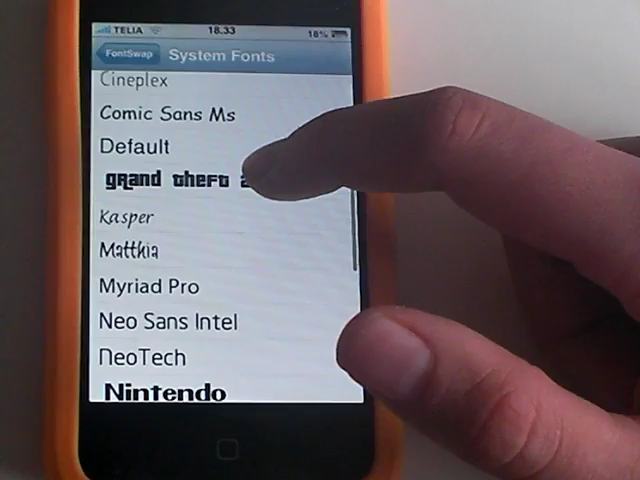 TELIA 18.33 18%
FontSwap System Fonts
Cineplex
Comic Sans Ms
Default
grand theft
Kasper
Matthia
Myriad Pro
Neo Sans Intel
NeoTech
Nintendo